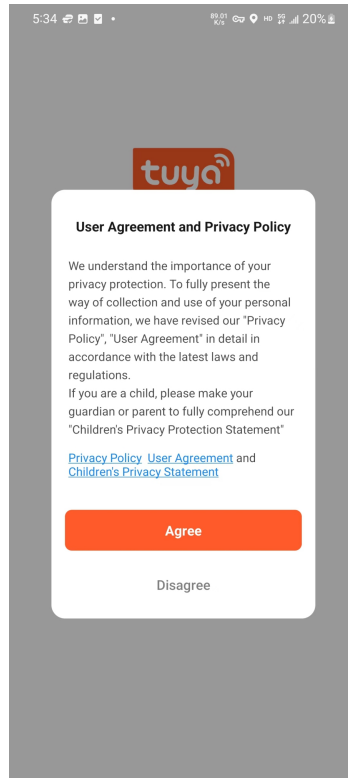 5:34
89.01 K/s HD 5G 20%
tuya
User Agreement and Privacy Policy
We understand the importance of your
privacy protection. To fully present the
way of collection and use of your personal
information, we have revised our "Privacy
Policy", "User Agreement" in detail in
accordance with the latest laws and
regulations.
If you are a child, please make your
guardian or parent to fully comprehend our
"Children's Privacy Protection Statement"
Privacy Policy User Agreement and
Children's Privacy Statement
Agree
Disagree